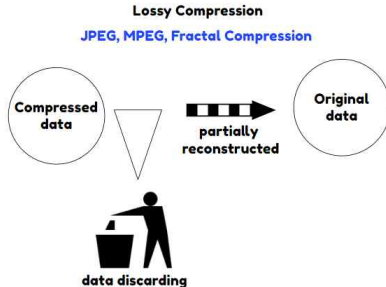 Lossy Compression
JPEG, MPEG, Fractal Compression
Compressed
data
Original
data
partially
reconstructed
data discarding